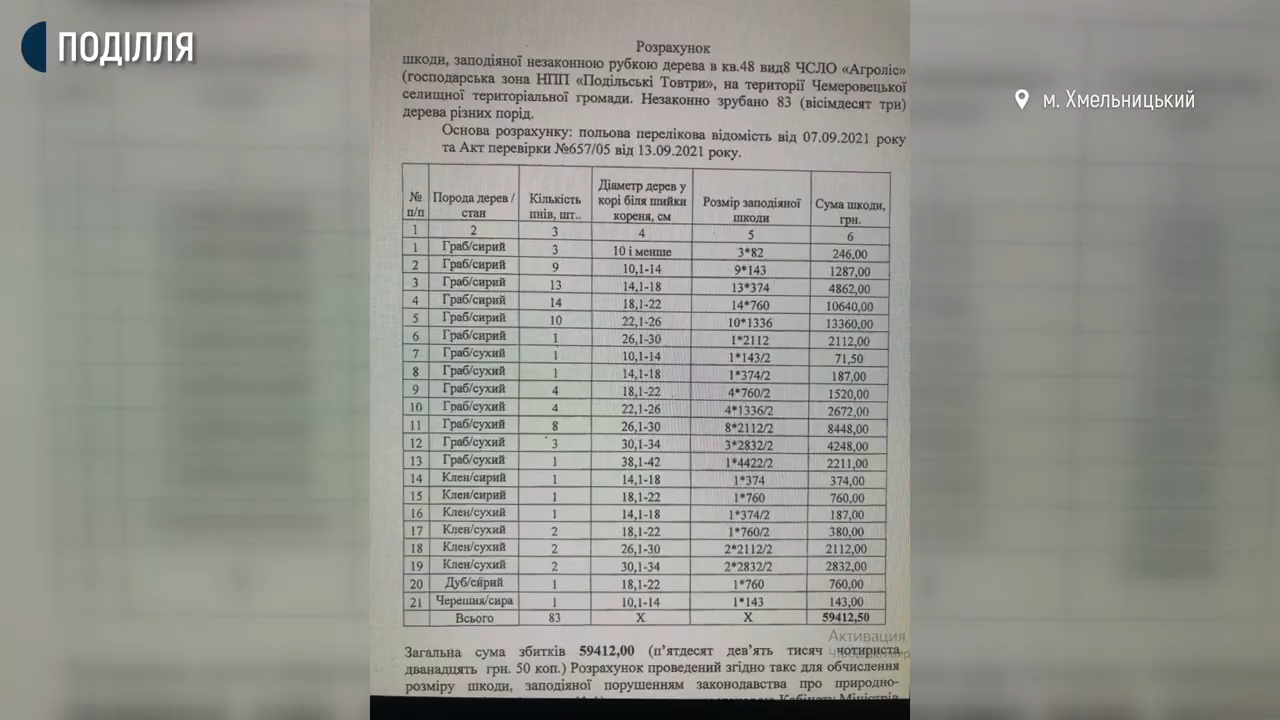 ПОДІЛЛЯ
м. Хмельницький
Розрахунок
шкоди, заподіяної незаконною рубкою дерева в кв.48 вид8 ЧСЛО «Агроліс»
(господарська зона НПП «Подільські Товтри», на території Чемеровецької
селищної територіальної громади. Незаконно зрубано 83 (вісімдесят три)
дерева різних порід.
Основа розрахунку: польова перелікова відомість від 07.09.2021 року
та Акт перевірки №657/05 від 13.09.2021 року.
№ п/п Порода дерев / стан Кількість пнів, шт.. Діаметр дерев у корі біля шийки кореня, см Розмір заподіяної шкоди Сума шкоди, грн.
1 2 3 4 5 6
1 Граб/сирий 3 10 і менше 3*82 246,00
2 Граб/сирий 9 10,1-14 9*143 1287,00
3 Граб/сирий 13 14,1-18 13*374 4862,00
4 Граб/сирий 14 18,1-22 14*760 10640,00
5 Граб/сирий 10 22,1-26 10*1336 13360,00
6 Граб/сирий 1 26,1-30 1*2112 2112,00
7 Граб/сухий 1 10,1-14 1*143/2 71,50
8 Граб/сухий 1 14,1-18 1*374/2 187,00
9 Граб/сухий 4 18,1-22 4*760/2 1520,00
10 Граб/сухий 4 22,1-26 4*1336/2 2672,00
11 Граб/сухий 8 26,1-30 8*2112/2 8448,00
12 Граб/сухий 3 30,1-34 3*2832/2 4248,00
13 Граб/сухий 1 38,1-42 1*4422/2 2211,00
14 Клен/сирий 1 14,1-18 1*374 374,00
15 Клен/сирий 1 18,1-22 1*760 760,00
16 Клен/сухий 1 14,1-18 1*374/2 187,00
17 Клен/сухий 2 18,1-22 1*760/2 380,00
18 Клен/сухий 2 26,1-30 2*2112/2 2112,00
19 Клен/сухий 2 30,1-34 2*2832/2 2832,00
20 Дуб/сирий 1 18,1-22 1*760 760,00
21 Черешня/сира 1 10,1-14 1*143 143,00
Всього 83 Х Х 59412,50
Активация
Загальна сума збитків 59412,00 (п’ятдесят дев’ять тисяч чотириста
дванадцять грн. 50 коп.) Розрахунок проведений згідно такс для обчислення
розміру шкоди, заподіяної порушенням законодавства про природно-
Кабінету Міністрів